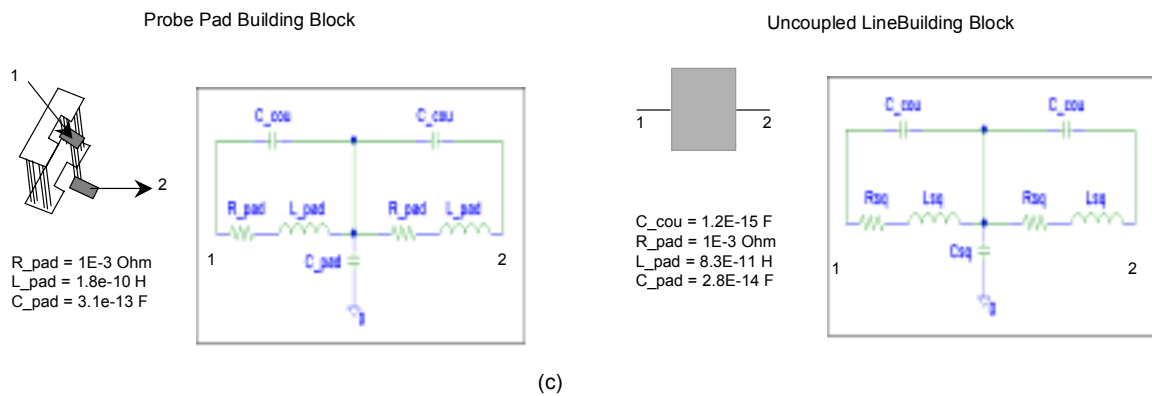 Probe Pad Building Block
1
2
R_pad = 1E-3 Ohm
L_pad = 1.8e-10 H
C_pad = 3.1e-13 F
C_cou
C_cou
R_pad
L_pad
R_pad
L_pad
C_pad
1
2
Uncoupled LineBuilding Block
1
2
C_cou = 1.2E-15 F
R_pad = 1E-3 Ohm
L_pad = 8.3E-11 H
C_pad = 2.8E-14 F
C_cou
C_cou
Rsq
Lsq
Rsq
Lsq
Csq
1
2
(c)